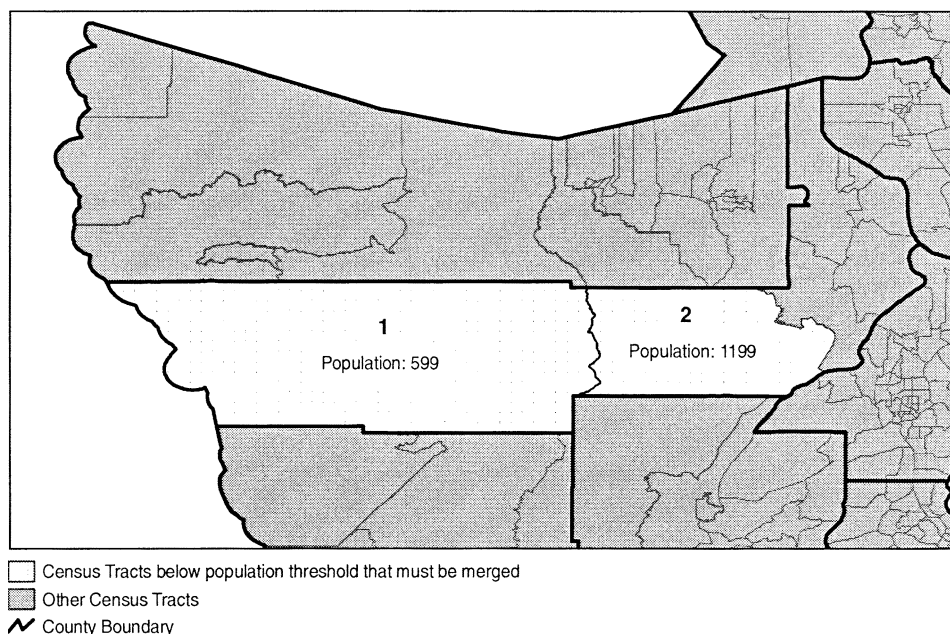 1
Population: 599
2
Population: 1199
Census Tracts below population threshold that must be merged
Other Census Tracts
County Boundary